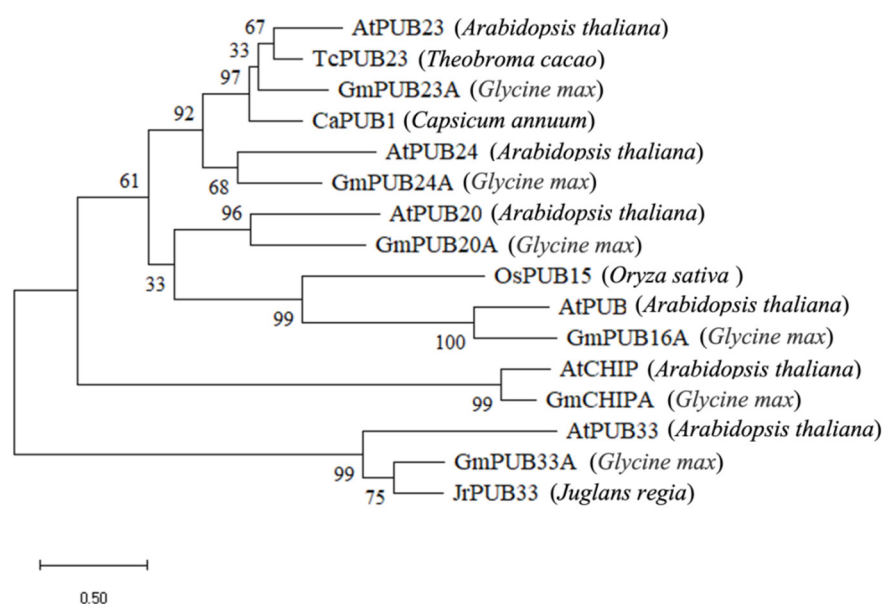 67 AtPUB23 (Arabidopsis thaliana)
33 TcPUB23 (Theobroma cacao)
97 GmPUB23A (Glycine max)
92 CaPUB1 (Capsicum annuum)
AtPUB24 (Arabidopsis thaliana)
61 68 GmPUB24A (Glycine max)
96 AtPUB20 (Arabidopsis thaliana)
GmPUB20A (Glycine max)
33 OsPUB15 (Oryza sativa )
99 AtPUB (Arabidopsis thaliana)
100 GmPUB16A (Glycine max)
AtCHIP (Arabidopsis thaliana)
99 GmCHIPA (Glycine max)
AtPUB33 (Arabidopsis thaliana)
99 GmPUB33A (Glycine max)
75 JrPUB33 (Juglans regia)
0.50